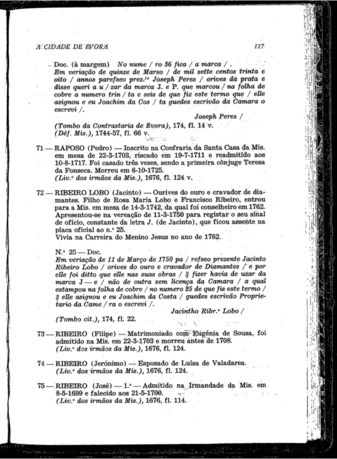 A CIDADE DE EVORA 117
Doc. (à margem) No nume / ro 36 fica / a marca / .
Em veriação de quinze de Marso / de mil sette centos trinta e
oito / annos pareſseo prez.te Joseph Peres / orives da prata e
disse queri a u / zar da marca J. e P. que marcou / na folha de
cobre a numero trin / ta e seis de que fiz este termo que / elle
asignou e eu Joachim da Cos / ta guedes escrivão da Camara o
escrevi / .
Joseph Peres /
(Tombo da Contrastaria de Évora), 174, fl. 14 v.
(Déf. Mis.), 1744-57, fl. 66 v.
71 — RAPOSO (Pedro) — Inscrito na Confraria da Santa Casa da Mis.
em mesa de 22-3-1703, riscado em 19-7-1711 e readmitido aos
10-8-1717. Foi casado três vezes, sendo a primeira cônjuge Teresa
da Fonseca. Morreu em 6-10-1725.
(Liv.º dos irmãos da Mis.), 1676, fl. 124 v.
72 — RIBEIRO LOBO (Jacinto) — Ourives do ouro e cravador de dia-
mantes. Filho de Rosa Maria Lobo e Francisco Ribeiro, entrou
para a Mis. em mesa de 14-3-1742, da qual foi conselheiro em 1762.
Apresentou-se na vereação de 11-3-1750 para registar o seu sinal
de ofício, constante da letra J. (de Jacinto), que ficou assente na
placa oficial ao n.º 25.
Vivia na Carreira do Menino Jesus no ano de 1762.
N.º 25 — Doc.
Em veriação de 11 de Março de 1750 pa / reſseo prezente Jacinto
Ribeiro Lobo / orives do ouro e cravador de Diamantes / e por
elle foi ditto que elle nas suas obras / q̃ fizer havia de uzar da
marca J — e / não de outra sem licença da Camara / a qual
estampou na folha de cobre / no numero 25 de que fis este termo /
q̃ elle asignou e eu Joachim da Costa / guedes escrivão Proprie-
tario da Came / ra o escrevi / .
Jacintho Ribr.º Lobo /
(Tombo cit.), 174, fl. 22.
73 — RIBEIRO (Filipe) — Matrimoniado com Eugénia de Sousa, foi
admitido na Mis. em 22-3-1703 e morreu antes de 1708.
(Liv.º dos irmãos da Mis.), 1676, fl. 124.
74 — RIBEIRO (Jerónimo) — Esposado de Luísa de Valadares.
(Liv.º dos irmãos da Mis.), 1676, fl. 124.
75 — RIBEIRO (José) — 1.º — Admitido na Irmandade da Mis. em
8-5-1699 e falecido aos 21-5-1700.
(Liv.º dos irmãos da Mis.), 1676, fl. 114.